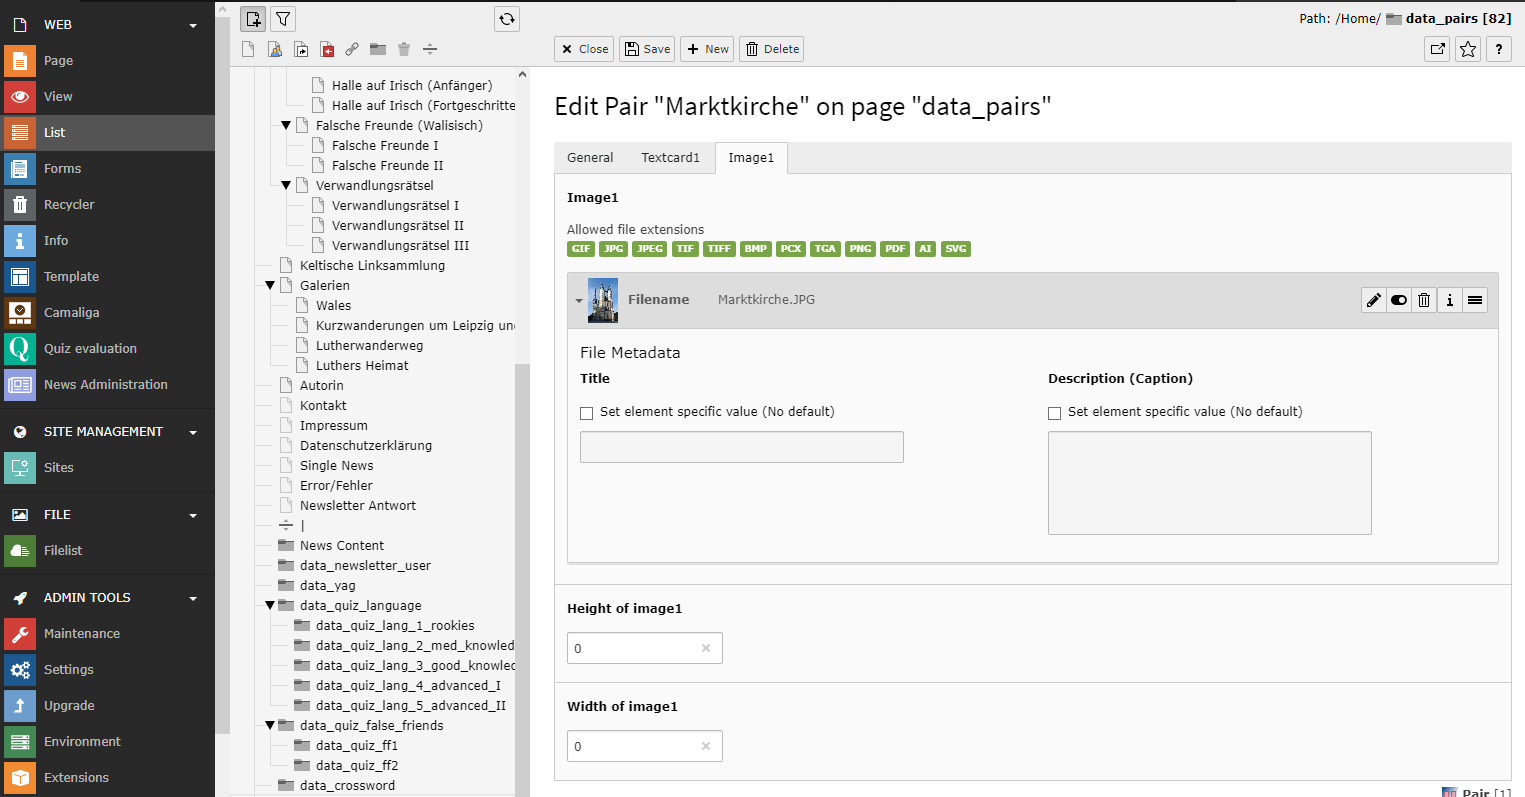 WEB
Page
View
List
Forms
Recycler
Info
Template
Camaliga
Quiz evaluation
News Administration
SITE MANAGEMENT
Sites
FILE
Filelist
ADMIN TOOLS
Maintenance
Settings
Upgrade
Environment
Extensions
Halle auf Irisch (Anfänger)
Halle auf Irisch (Fortgeschritte
Falsche Freunde (Walisisch)
Falsche Freunde I
Falsche Freunde II
Verwandlungsrätsel
Verwandlungsrätsel I
Verwandlungsrätsel II
Verwandlungsrätsel III
Keltische Linksammlung
Galerien
Wales
Kurzwanderungen um Leipzig un
Lutherwanderweg
Luthers Heimat
Autorin
Kontakt
Impressum
Datenschutzerklärung
Single News
Error/Fehler
Newsletter Antwort
|
News Content
data_newsletter_user
data_yag
data_quiz_language
data_quiz_lang_1_rookies
data_quiz_lang_2_med_knowled
data_quiz_lang_3_good_knowled
data_quiz_lang_4_advanced_I
data_quiz_lang_5_advanced_II
data_quiz_false_friends
data_quiz_ff1
data_quiz_ff2
data_crossword
Path: /Home/ data_pairs [82]
Close Save New Delete ?
Edit Pair "Marktkirche" on page "data_pairs"
General Textcard1 Image1
Image1
Allowed file extensions
GIF JPG JPEG TIF TIFF BMP PCX TGA PNG PDF AI SVG
Filename Marktkirche.JPG
File Metadata
Title Description (Caption)
Set element specific value (No default) Set element specific value (No default)
Height of image1
0
Width of image1
0
Pair [1]